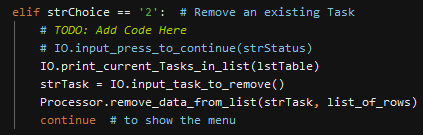 elif strChoice == '2':  # Remove an existing Task
    # TODO: Add Code Here
    # IO.input_press_to_continue(strStatus)
    IO.print_current_Tasks_in_list(lstTable)
    strTask = IO.input_task_to_remove()
    Processor.remove_data_from_list(strTask, list_of_rows)
    continue  # to show the menu